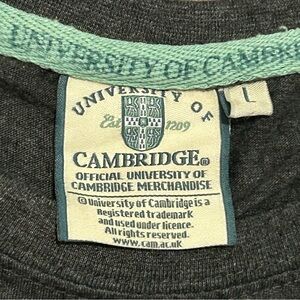 UNIVERSITY OF CAMBR
UNIVERSITY OF
Est 1209
L
CAMBRIDGE®
OFFICIAL UNIVERSITY OF
CAMBRIDGE MERCHANDISE
© University of Cambridge is a
Registered trademark
and used under licence.
All rights reserved.
www.cam.ac.uk